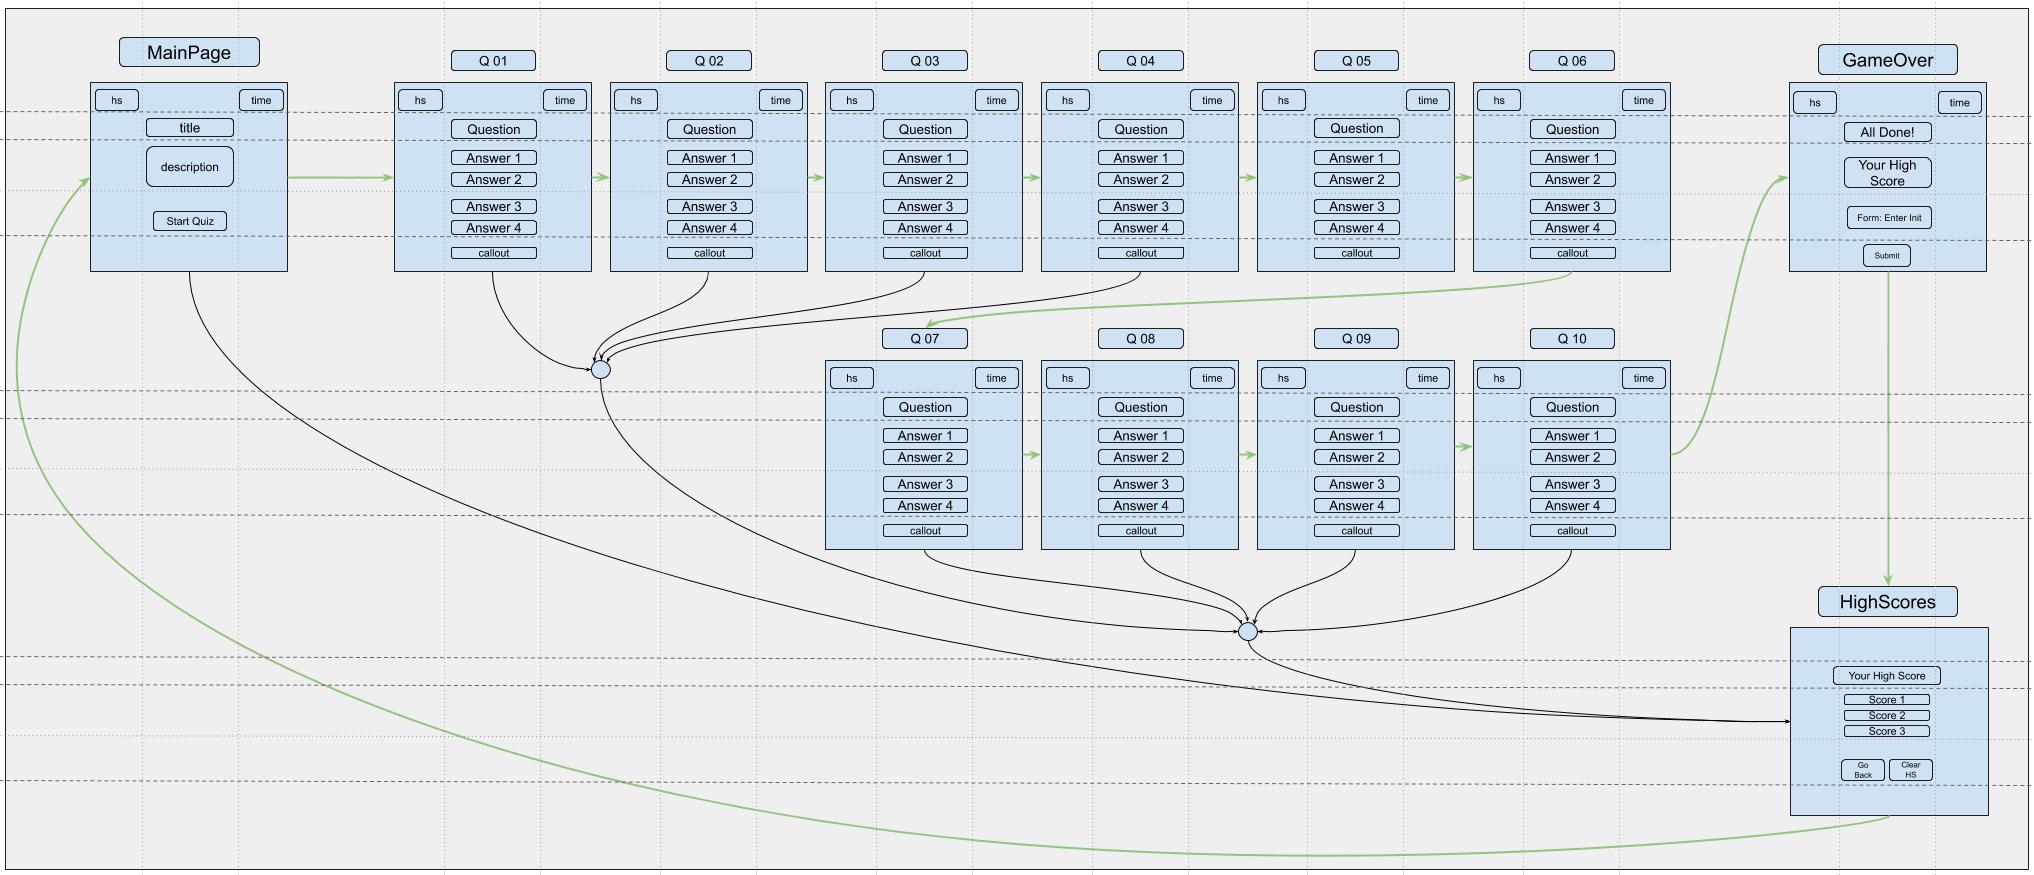 MainPage
hs
time
title
description
Start Quiz
Q 01
hs
time
Question
Answer 1
Answer 2
Answer 3
Answer 4
callout
Q 02
hs
time
Question
Answer 1
Answer 2
Answer 3
Answer 4
callout
Q 03
hs
time
Question
Answer 1
Answer 2
Answer 3
Answer 4
callout
Q 04
hs
time
Question
Answer 1
Answer 2
Answer 3
Answer 4
callout
Q 05
hs
time
Question
Answer 1
Answer 2
Answer 3
Answer 4
callout
Q 06
hs
time
Question
Answer 1
Answer 2
Answer 3
Answer 4
callout
Q 07
hs
time
Question
Answer 1
Answer 2
Answer 3
Answer 4
callout
Q 08
hs
time
Question
Answer 1
Answer 2
Answer 3
Answer 4
callout
Q 09
hs
time
Question
Answer 1
Answer 2
Answer 3
Answer 4
callout
Q 10
hs
time
Question
Answer 1
Answer 2
Answer 3
Answer 4
callout
GameOver
hs
time
All Done!
Your High
Score
Form: Enter Init
Submit
HighScores
Your High Score
Score 1
Score 2
Score 3
Go
Back
Clear
HS